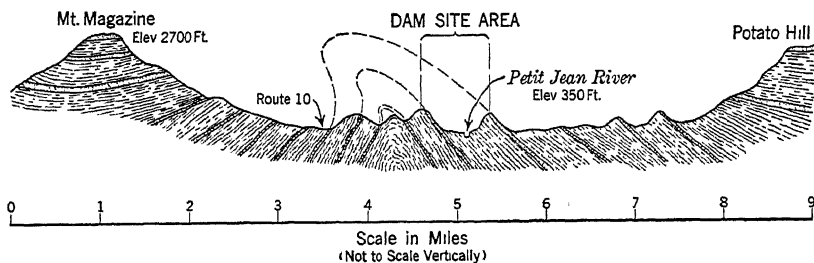 DAM SITE AREA
Mt. Magazine
Elev 2700 Ft.
Potato Hill
Petit Jean River
Elev 350 Ft.
Route 10
0 1 2 3 4 5 6 7 8 9
Scale in Miles
(Not to Scale Vertically)